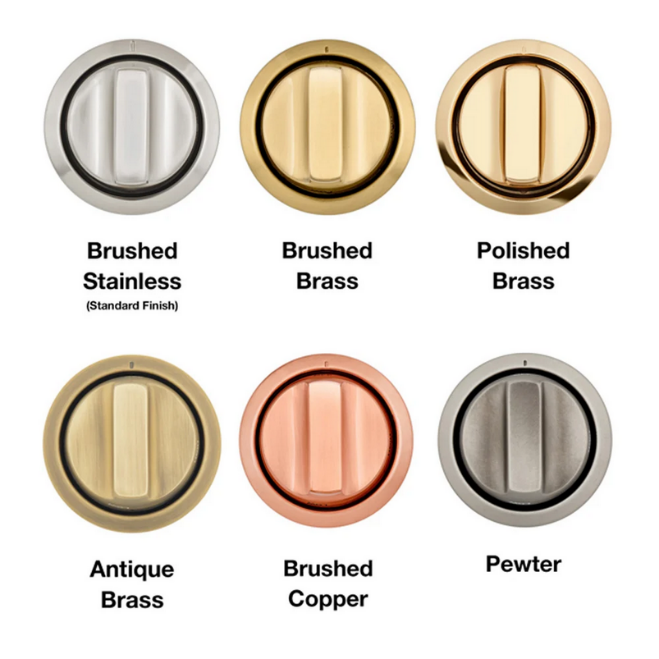 Brushed
Stainless
(Standard Finish)
Brushed
Brass
Polished
Brass
Antique
Brass
Brushed
Copper
Pewter